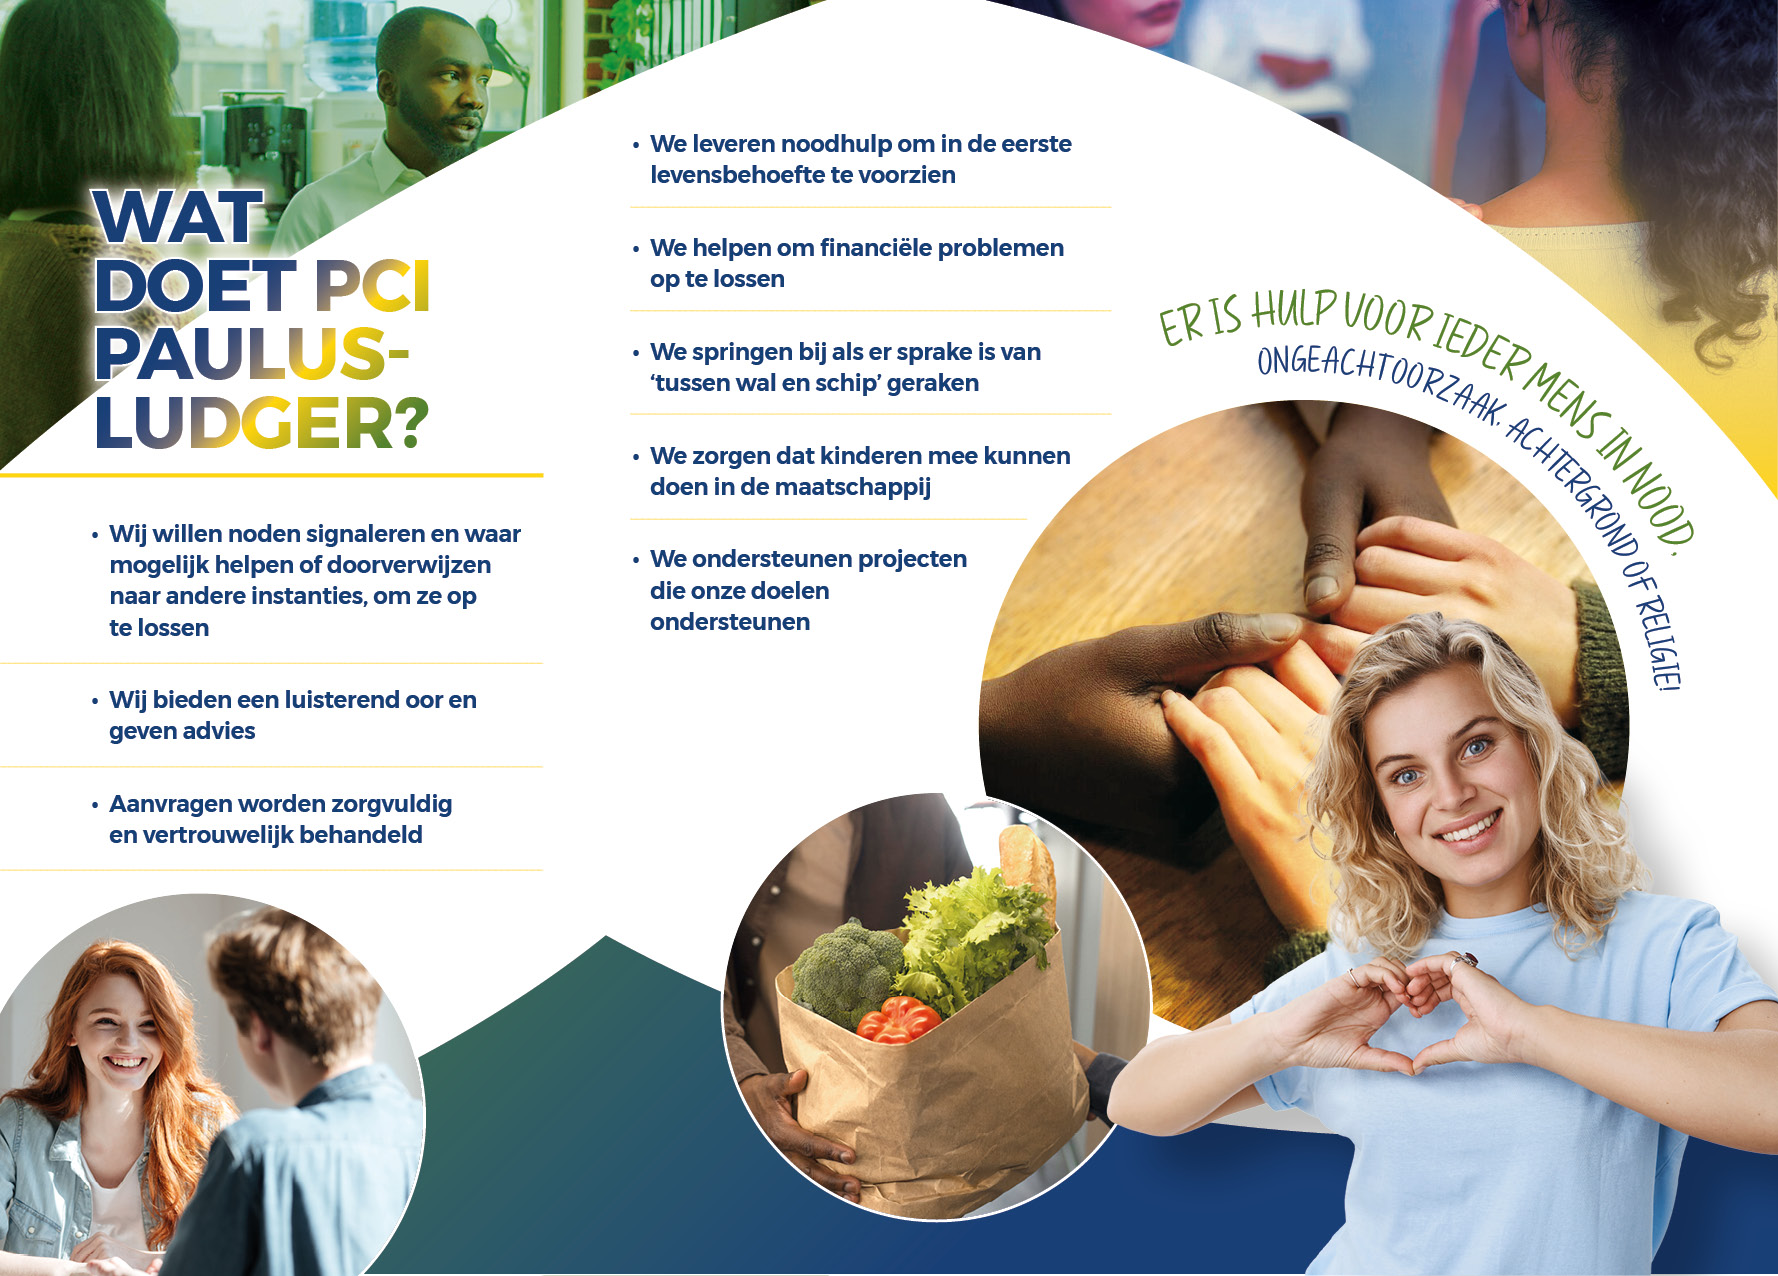 WAT
DOET PCI
PAULUS-
LUDGER?
• Wij willen noden signaleren en waar
mogelijk helpen of doorverwijzen
naar andere instanties, om ze op
te lossen
• Wij bieden een luisterend oor en
geven advies
• Aanvragen worden zorgvuldig
en vertrouwelijk behandeld
• We leveren noodhulp om in de eerste
levensbehoefte te voorzien
• We helpen om financiële problemen
op te lossen
• We springen bij als er sprake is van
‘tussen wal en schip’ geraken
• We zorgen dat kinderen mee kunnen
doen in de maatschappij
• We ondersteunen projecten
die onze doelen
ondersteunen
ER IS HULP VOOR IEDER MENS IN NOOD,
ONGEACHT OORZAAK, ACHTERGROND OF RELIGIE!